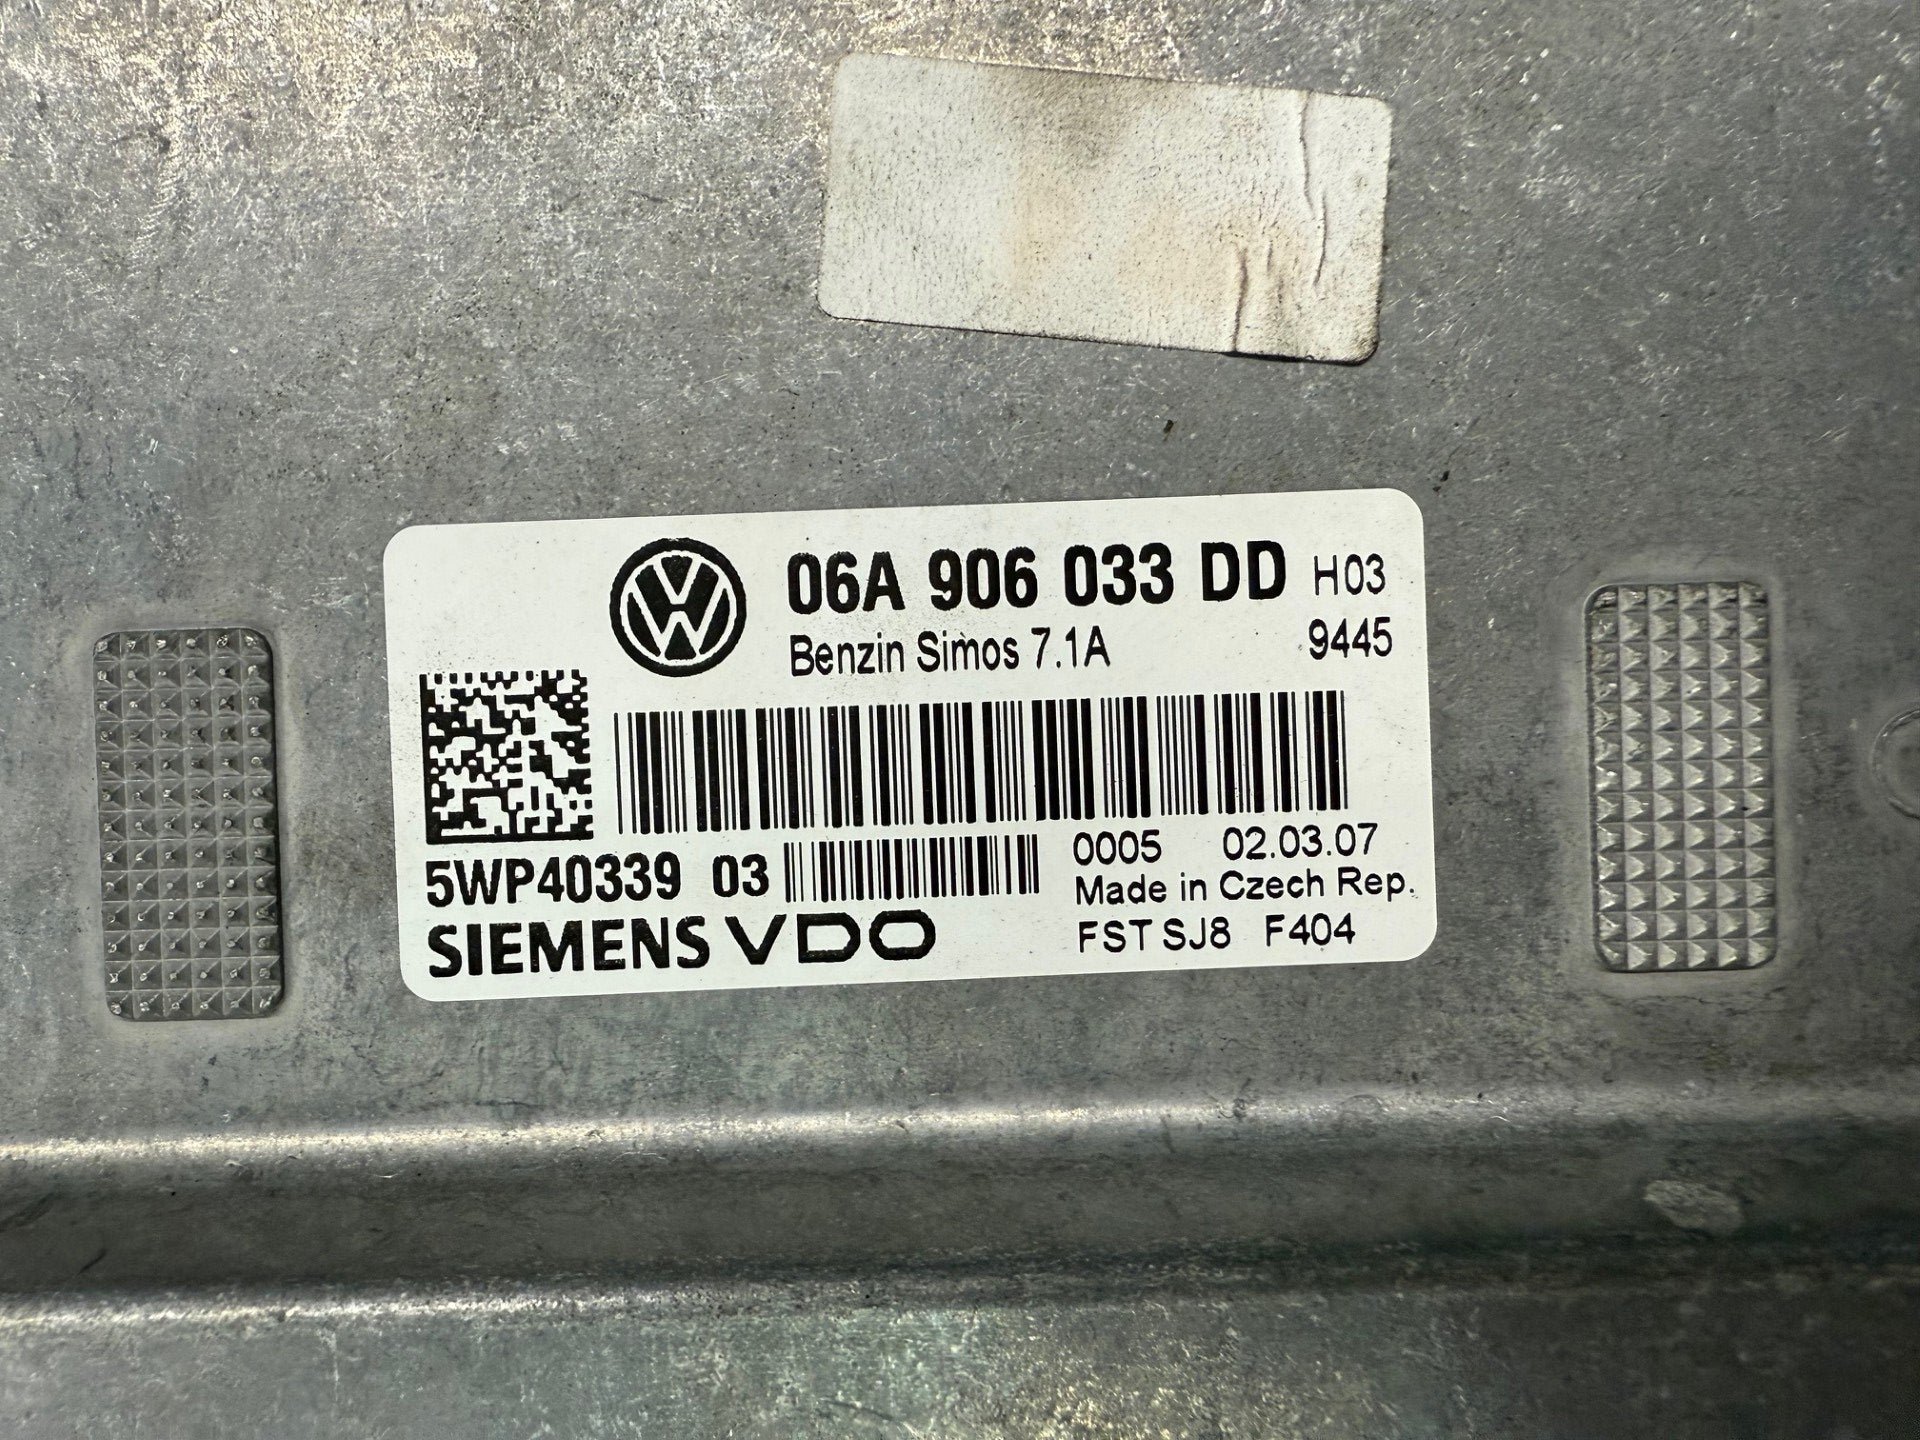 06A 906 033 DD H03
Benzin Simos 7.1A 9445
5WP40339 03 0005 02.03.07
Made in Czech Rep.
SIEMENS VDO FST SJ8 F404